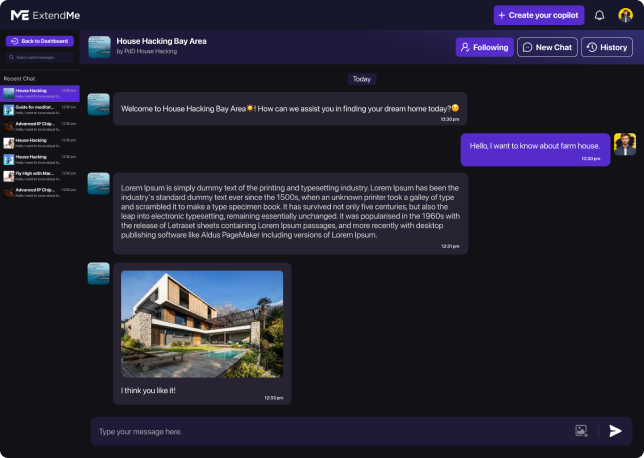 ExtendMe
+ Create your copilot
Back to Dashboard
Search copilot messages
Recent Chat
House Hacking 12:30 pm
Hello, I want to know about fa...
Guide for meditat... 12:30 pm
Hello, I want to know about fa...
Advanced IP Chip... 12:30 pm
Hello, I want to know about fa...
House Hacking 12:30 pm
Hello, I want to know about fa...
House Hacking 12:30 pm
Hello, I want to know about fa...
Fly High with Mar... 12:30 pm
Hello, I want to know about fa...
Advanced IP Chip... 12:30 pm
Hello, I want to know about fa...
House Hacking Bay Area
by PdD House Hacking
Following
New Chat
History
Today
Welcome to House Hacking Bay Area☀️! How can we assist you in finding your dream home today?😊
12:30 pm
Hello, I want to know about farm house.
12:30 pm
Lorem Ipsum is simply dummy text of the printing and typesetting industry. Lorem Ipsum has been the
industry's standard dummy text ever since the 1500s, when an unknown printer took a galley of type
and scrambled it to make a type specimen book. It has survived not only five centuries, but also the
leap into electronic typesetting, remaining essentially unchanged. It was popularised in the 1960s with
the release of Letraset sheets containing Lorem Ipsum passages, and more recently with desktop
publishing software like Aldus PageMaker including versions of Lorem Ipsum.
12:31 pm
I think you like it!
12:33 pm
Type your message here.